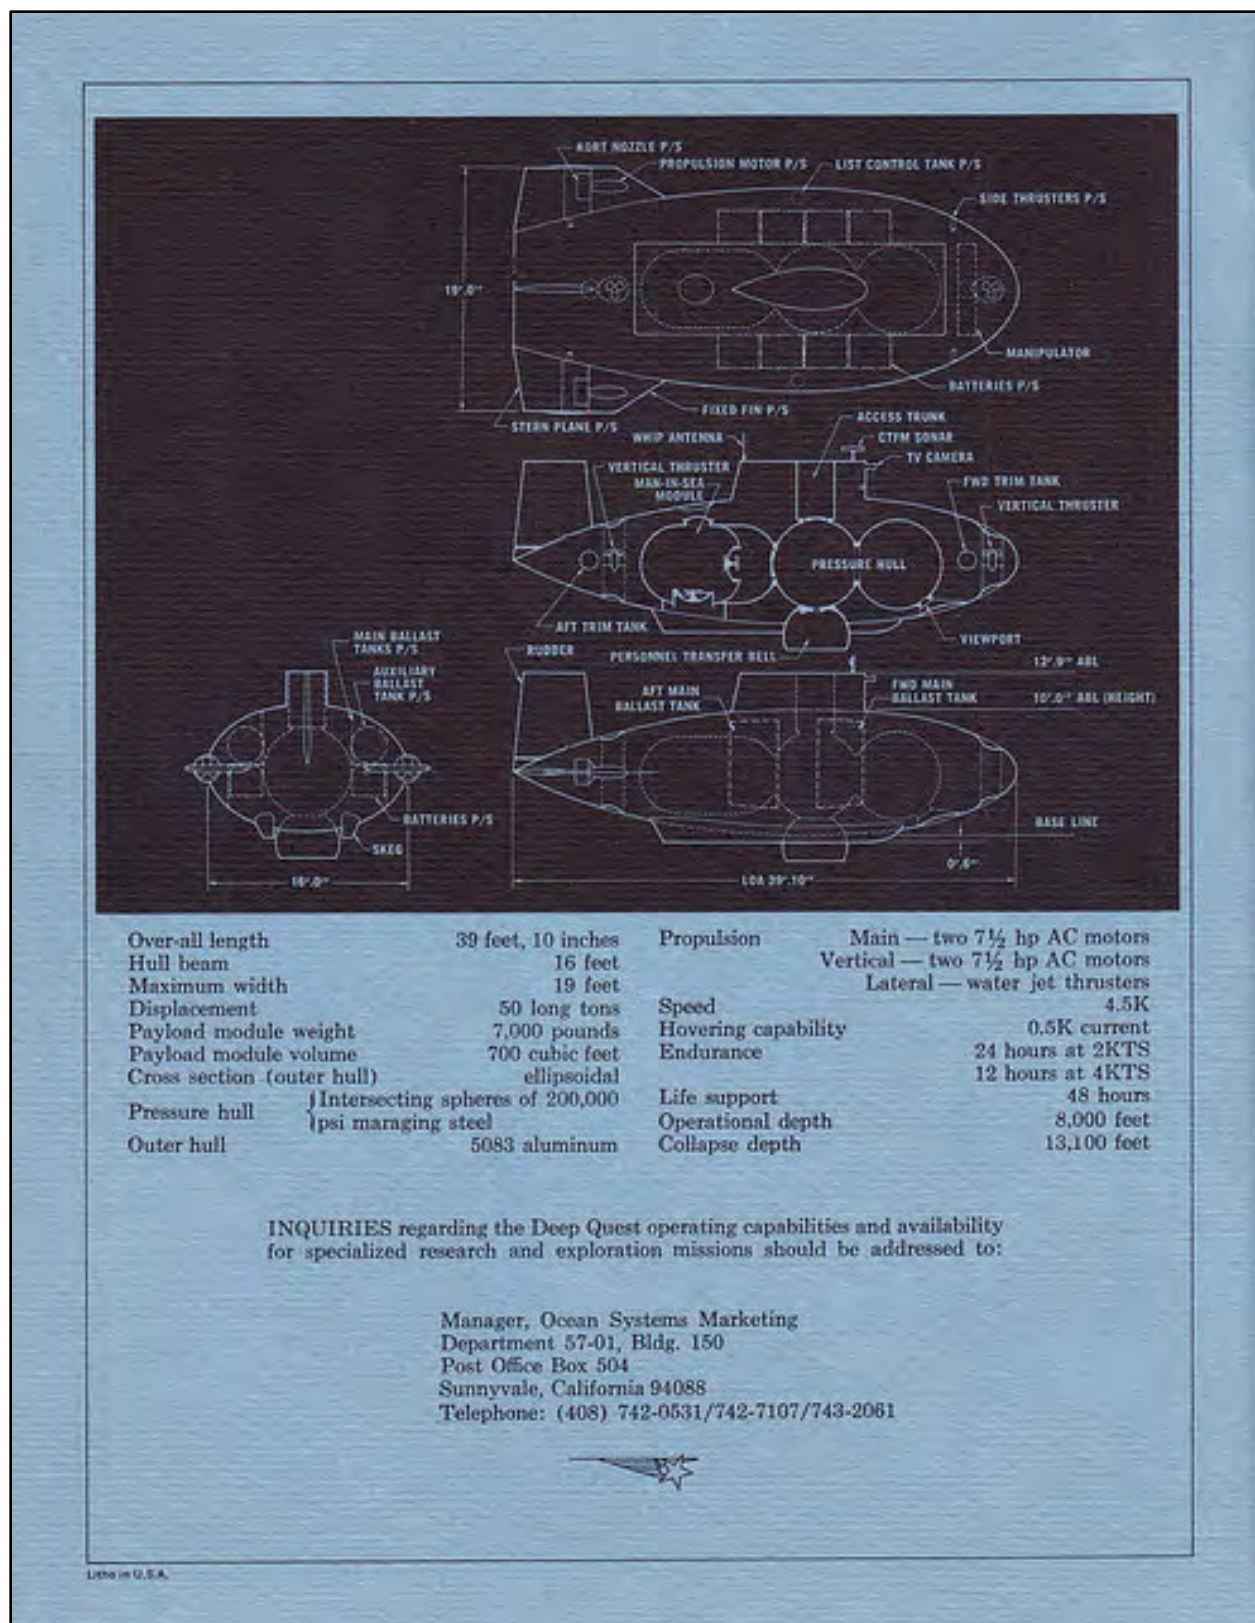 KORT NOZZLE P/S
PROPULSION MOTOR P/S
LIST CONTROL TANK P/S
SIDE THRUSTERS P/S
19'.0"
MANIPULATOR
BATTERIES P/S
FIXED FIN P/S
STERN PLANE P/S
ACCESS TRUNK
WHIP ANTENNA
CTFM SONAR
TV CAMERA
VERTICAL THRUSTER
MAN-IN-SEA
MODULE
FWD TRIM TANK
VERTICAL THRUSTER
PRESSURE HULL
AFT TRIM TANK
VIEWPORT
PERSONNEL TRANSFER BELL
RUDDER
MAIN BALLAST
TANKS P/S
AUXILIARY
BALLAST
TANK P/S
AFT MAIN
BALLAST TANK
FWD MAIN
BALLAST TANK
12'.9" ABL
10'.0" ABL (HEIGHT)
BATTERIES P/S
SKEG
BASE LINE
0'.6"
16'.0"
LOA 39'.10"
Over-all length 39 feet, 10 inches
Hull beam 16 feet
Maximum width 19 feet
Displacement 50 long tons
Payload module weight 7,000 pounds
Payload module volume 700 cubic feet
Cross section (outer hull) ellipsoidal
Pressure hull { Intersecting spheres of 200,000
psi maraging steel
Outer hull 5083 aluminum
Propulsion Main — two 7½ hp AC motors
Vertical — two 7½ hp AC motors
Lateral — water jet thrusters
Speed 4.5K
Hovering capability 0.5K current
Endurance 24 hours at 2KTS
12 hours at 4KTS
Life support 48 hours
Operational depth 8,000 feet
Collapse depth 13,100 feet
INQUIRIES regarding the Deep Quest operating capabilities and availability
for specialized research and exploration missions should be addressed to:
Manager, Ocean Systems Marketing
Department 57-01, Bldg. 150
Post Office Box 504
Sunnyvale, California 94088
Telephone: (408) 742-0531/742-7107/743-2061
Litho in U.S.A.